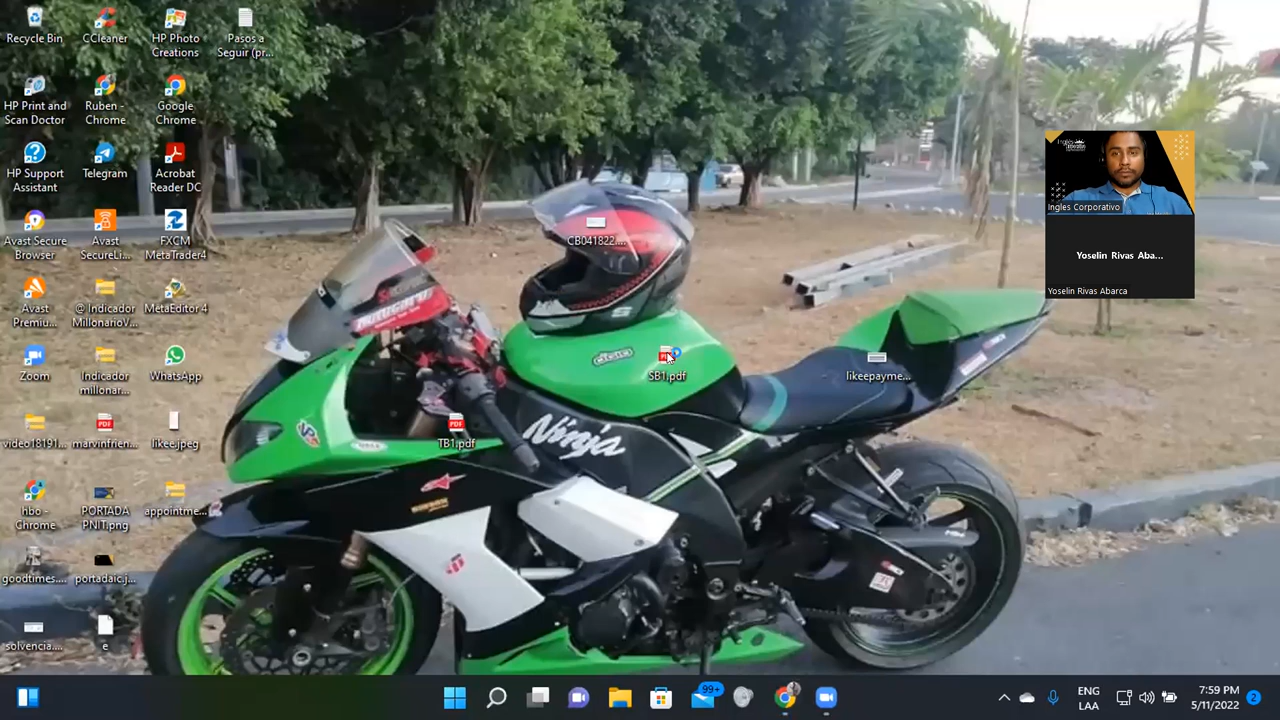 Recycle Bin
CCleaner
HP Photo
Creations
Pasos a
Seguir (pr...
HP Print and
Scan Doctor
Ruben -
Chrome
Google
Chrome
HP Support
Assistant
Telegram
Acrobat
Reader DC
Avast Secure
Browser
Avast
SecureLi...
FXCM
MetaTrader4
Avast
Premiu...
@ Indicador
MillonarioV...
MetaEditor 4
Zoom
Indicador
millonar...
WhatsApp
video18191...
marvinfrien...
likee.jpeg
hbo -
Chrome
PORTADA
PNIT.png
appointme...
goodtimes....
portadaic.j...
solvencia....
e
CB041822....
SB1.pdf
likeepayme...
TB1.pdf
Ninja
Ingles Corporativo
Yoselin Rivas Aba...
Yoselin Rivas Abarca
99+
ENG
LAA
7:59 PM
5/11/2022
2